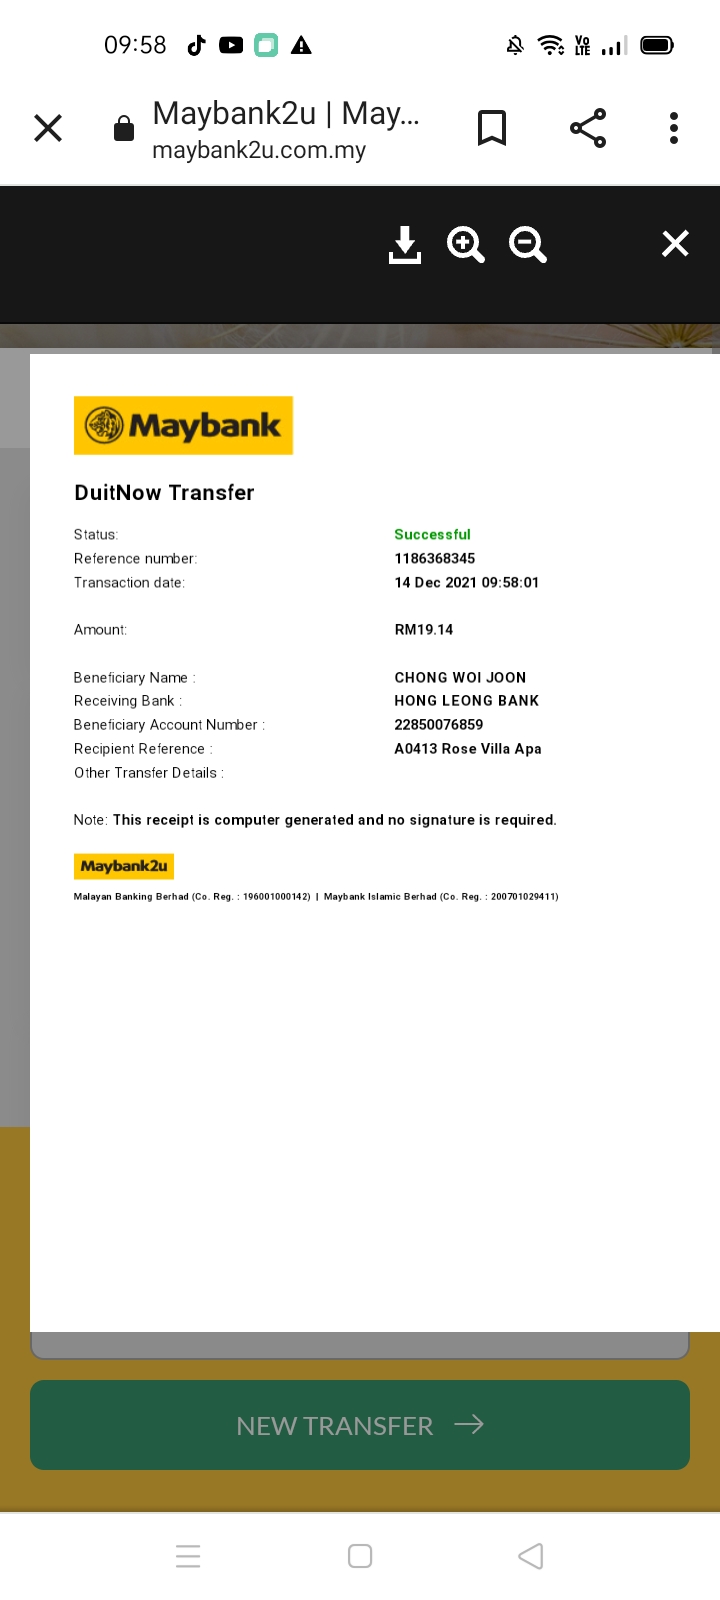 09:58
Vo LTE
Maybank2u | May...
maybank2u.com.my
Maybank
DuitNow Transfer
Status: Successful
Reference number: 1186368345
Transaction date: 14 Dec 2021 09:58:01
Amount: RM19.14
Beneficiary Name : CHONG WOI JOON
Receiving Bank : HONG LEONG BANK
Beneficiary Account Number : 22850076859
Recipient Reference : A0413 Rose Villa Apa
Other Transfer Details :
Note: This receipt is computer generated and no signature is required.
Maybank2u
Malayan Banking Berhad (Co. Reg. : 196001000142) | Maybank Islamic Berhad (Co. Reg. : 200701029411)
NEW TRANSFER